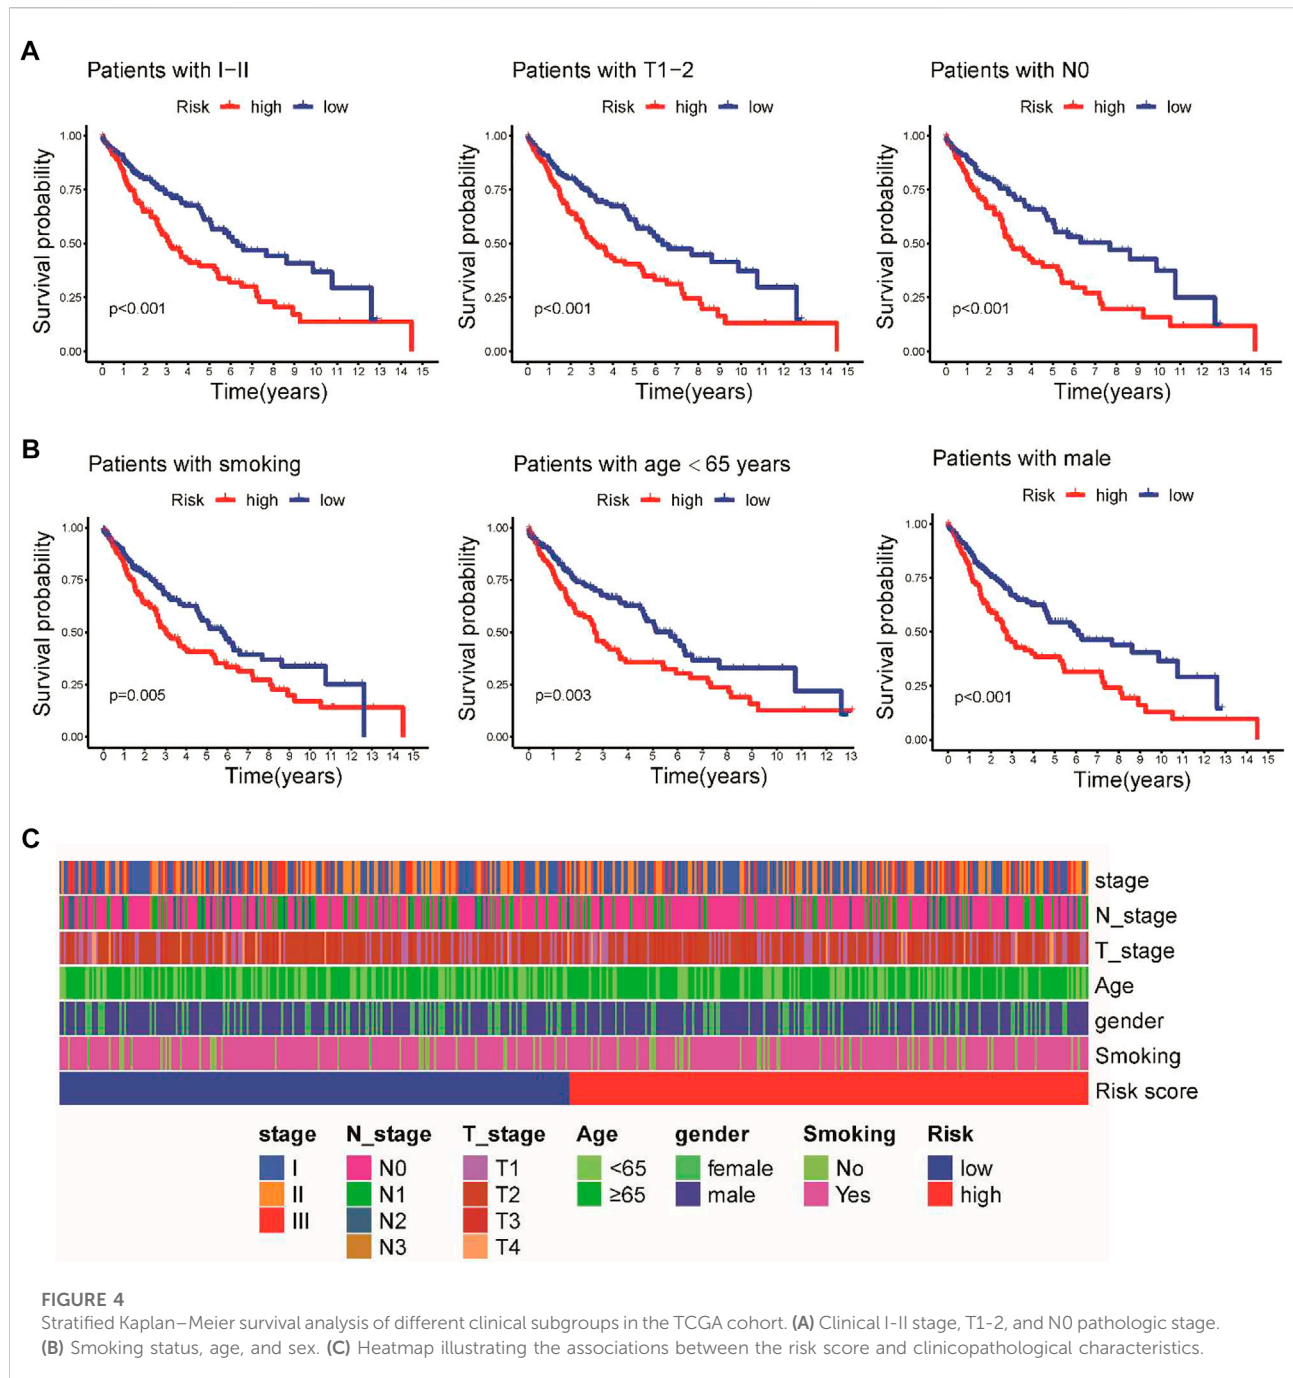 A
Patients with I−II
Risk high low
Survival probability
1.00
0.75
0.50
0.25
0.00
p<0.001
0 1 2 3 4 5 6 7 8 9 10 11 12 13 14 15
Time(years)
Patients with T1−2
Risk high low
Survival probability
1.00
0.75
0.50
0.25
0.00
p<0.001
0 1 2 3 4 5 6 7 8 9 10 11 12 13 14 15
Time(years)
Patients with N0
Risk high low
Survival probability
1.00
0.75
0.50
0.25
0.00
p<0.001
0 1 2 3 4 5 6 7 8 9 10 11 12 13 14 15
Time(years)
B
Patients with smoking
Risk high low
Survival probability
1.00
0.75
0.50
0.25
0.00
p=0.005
0 1 2 3 4 5 6 7 8 9 10 11 12 13 14 15
Time(years)
Patients with age < 65 years
Risk high low
Survival probability
1.00
0.75
0.50
0.25
0.00
p=0.003
0 1 2 3 4 5 6 7 8 9 10 11 12 13
Time(years)
Patients with male
Risk high low
Survival probability
1.00
0.75
0.50
0.25
0.00
p<0.001
0 1 2 3 4 5 6 7 8 9 10 11 12 13 14 15
Time(years)
C
stage
N_stage
T_stage
Age
gender
Smoking
Risk score
stage N_stage T_stage Age gender Smoking Risk
I N0 T1 <65 female No low
II N1 T2 ≥65 male Yes high
III N2 T3
N3 T4
FIGURE 4
Stratified Kaplan–Meier survival analysis of different clinical subgroups in the TCGA cohort. (A) Clinical I-II stage, T1-2, and N0 pathologic stage.
(B) Smoking status, age, and sex. (C) Heatmap illustrating the associations between the risk score and clinicopathological characteristics.